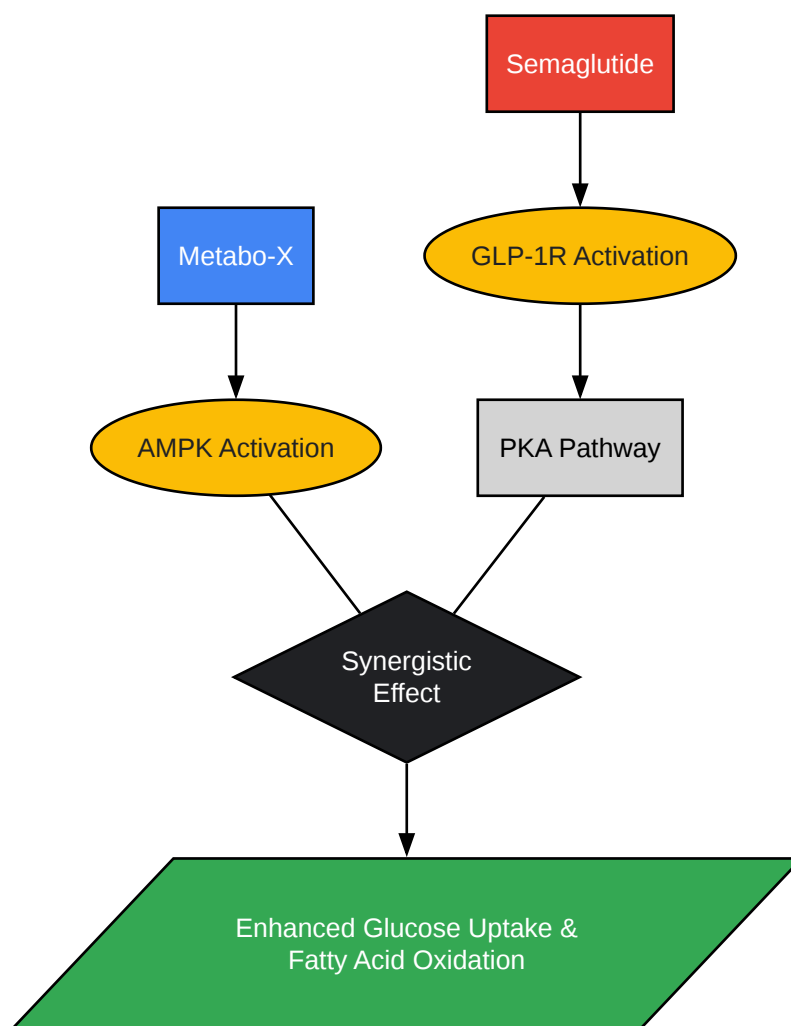 Semaglutide
Metabo-X
GLP-1R Activation
AMPK Activation
PKA Pathway
Synergistic
Effect
Enhanced Glucose Uptake &
Fatty Acid Oxidation